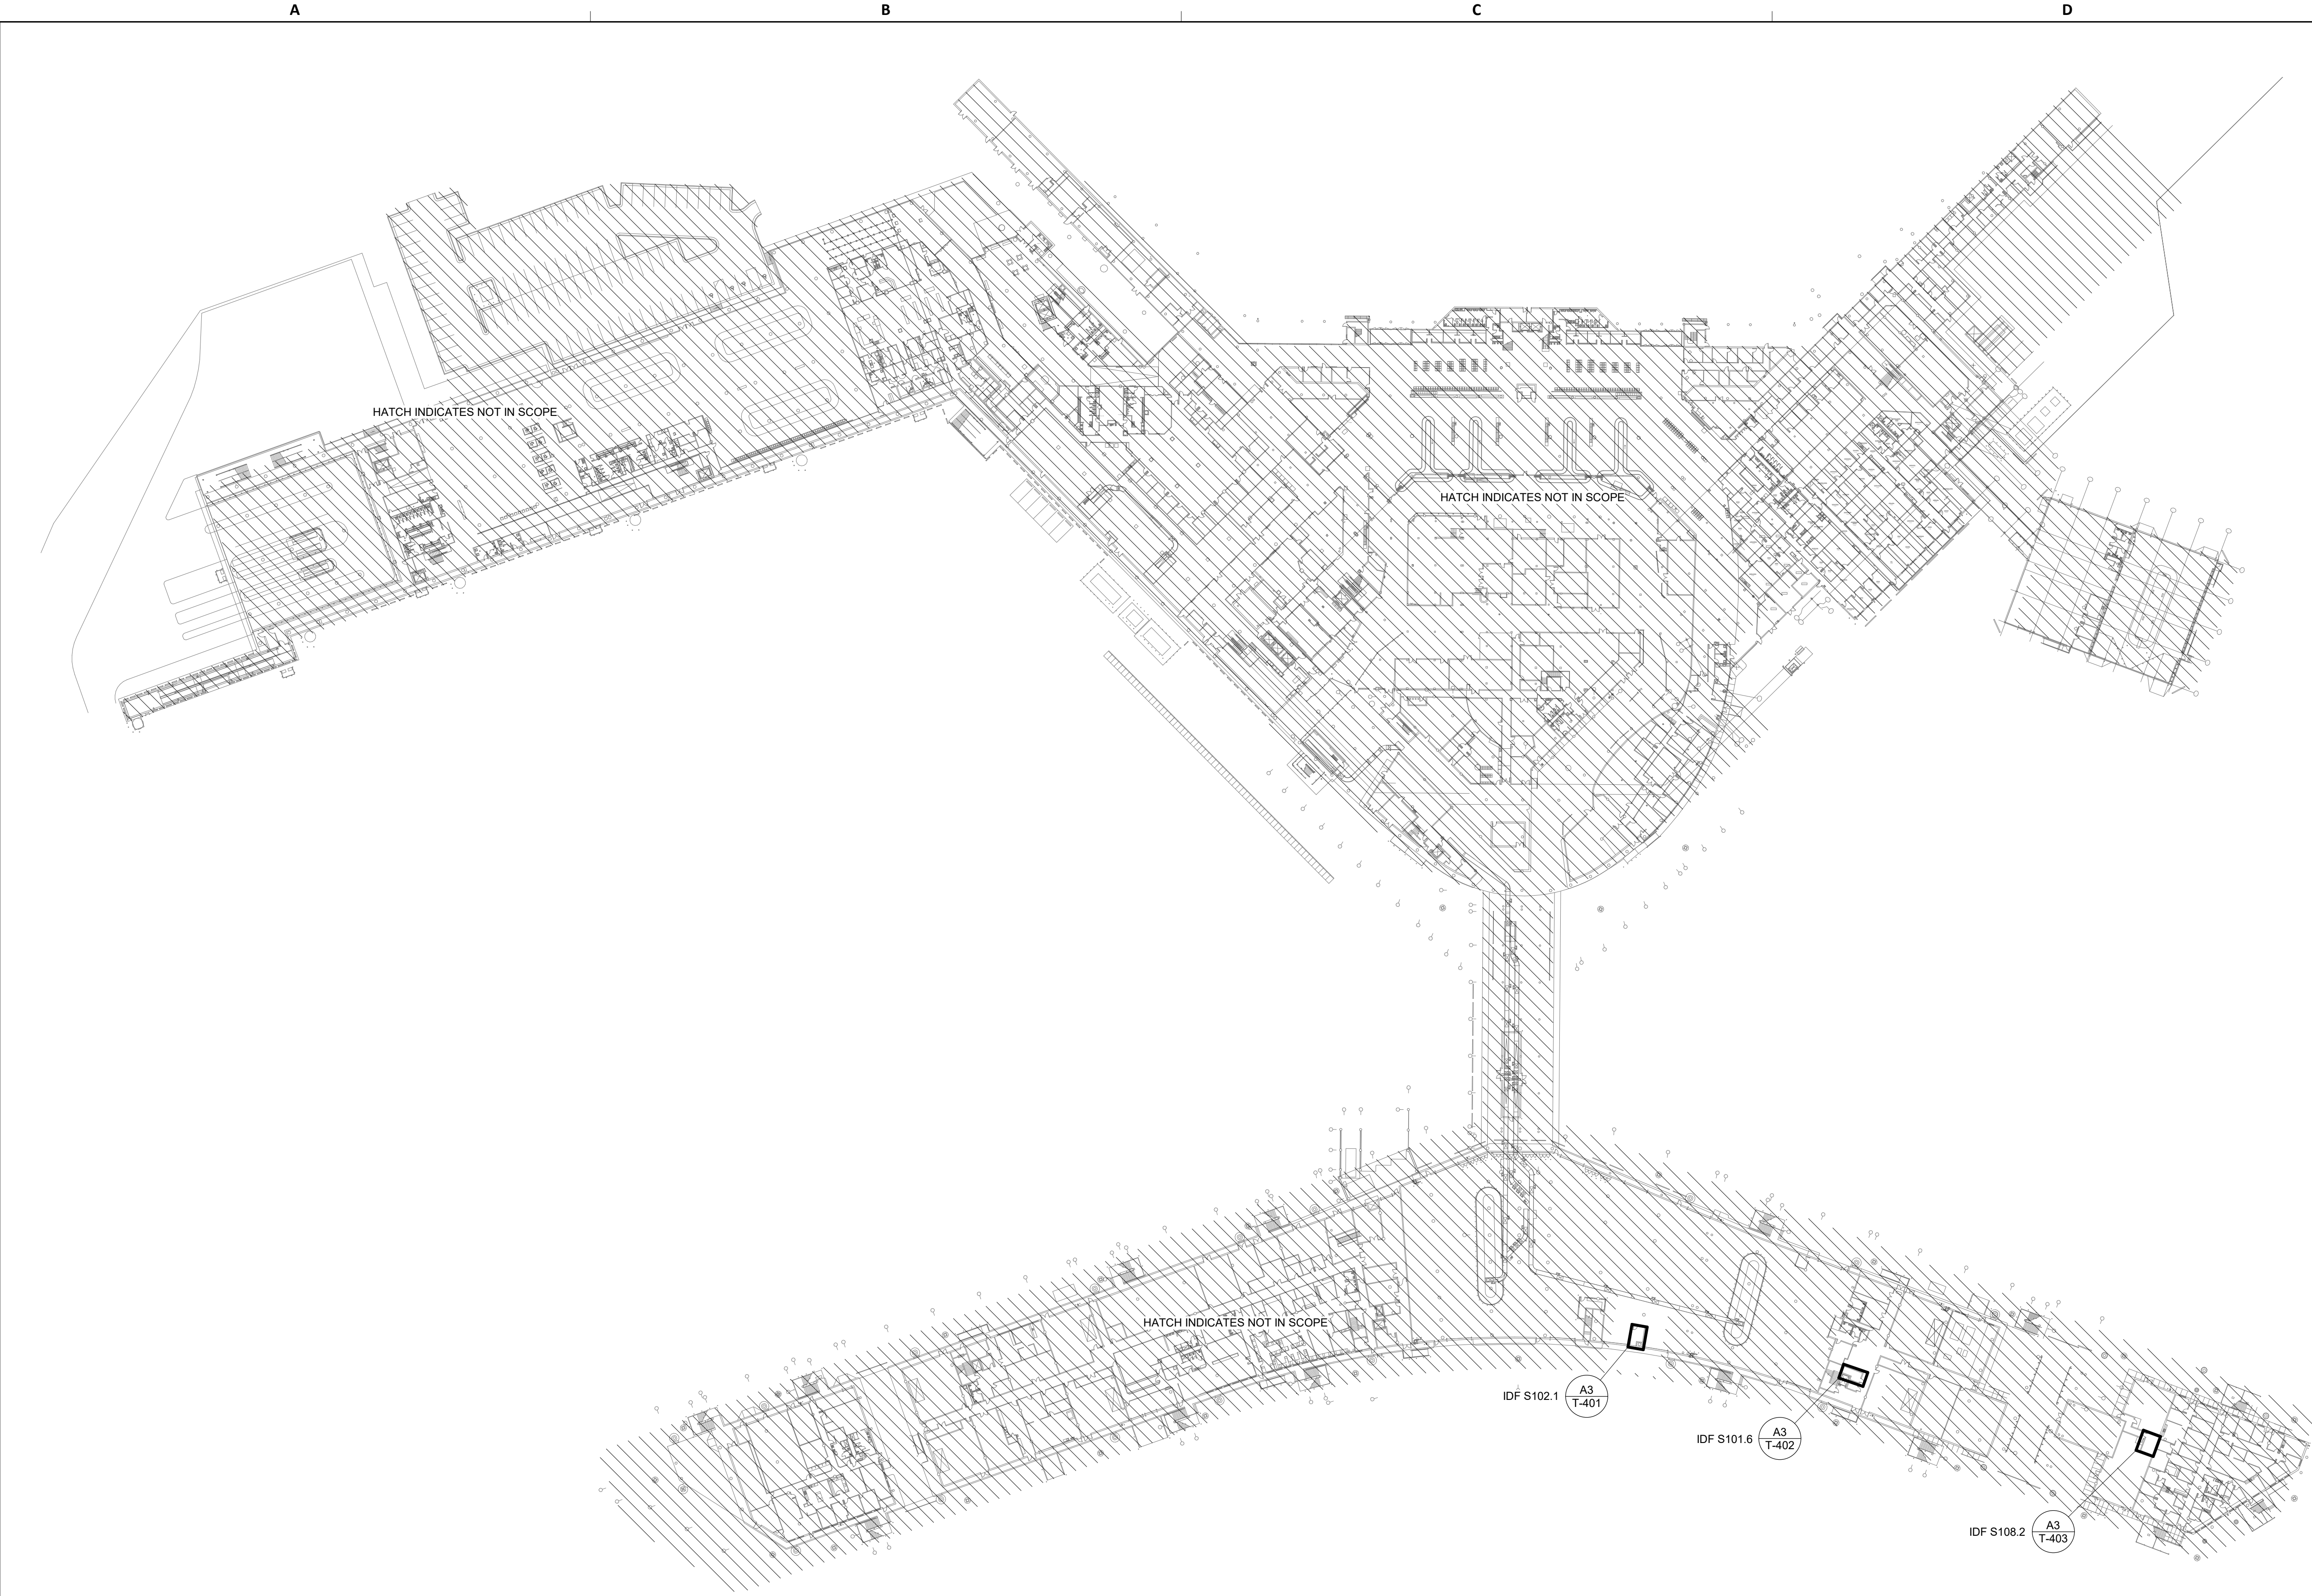 A B C D
HATCH INDICATES NOT IN SCOPE
HATCH INDICATES NOT IN SCOPE
HATCH INDICATES NOT IN SCOPE
IDF S102.1
A3
T-401
IDF S101.6
A3
T-402
IDF S108.2
A3
T-403